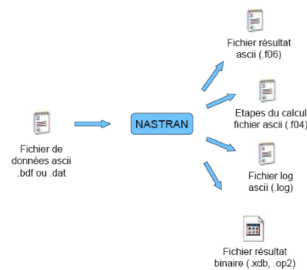 Fichier résultat
ascii (.f06)
Etapes du calcul
fichier ascii (.f04)
NASTRAN
Fichier de
données ascii
.bdf ou .dat
Fichier log
ascii (.log)
Fichier résultat
binaire (.xdb, .op2)